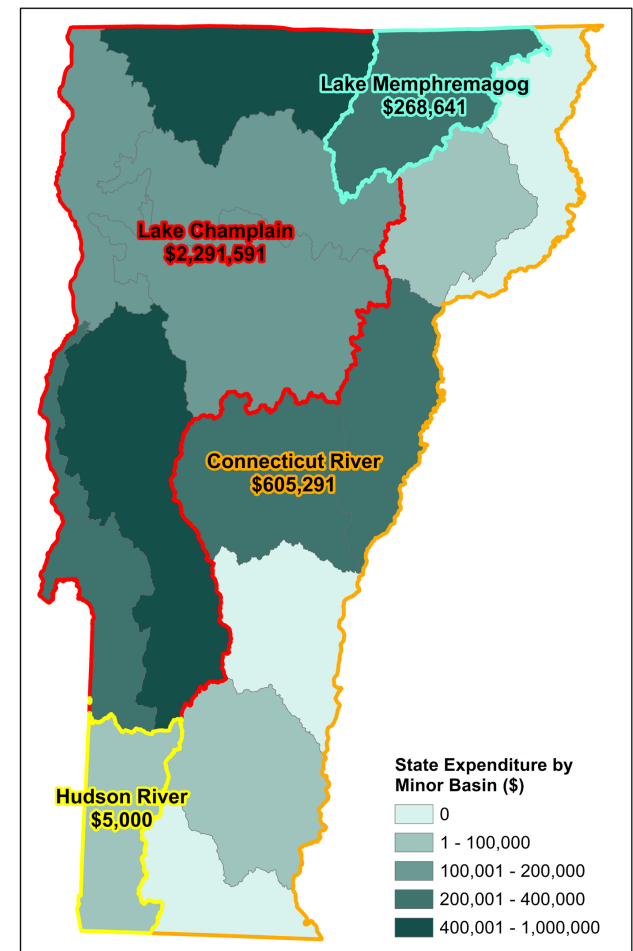 Lake Memphremagog
$268,641
Lake Champlain
$2,291,591
Connecticut River
$605,291
Hudson River
$5,000
State Expenditure by
Minor Basin ($)
0
1 - 100,000
100,001 - 200,000
200,001 - 400,000
400,001 - 1,000,000